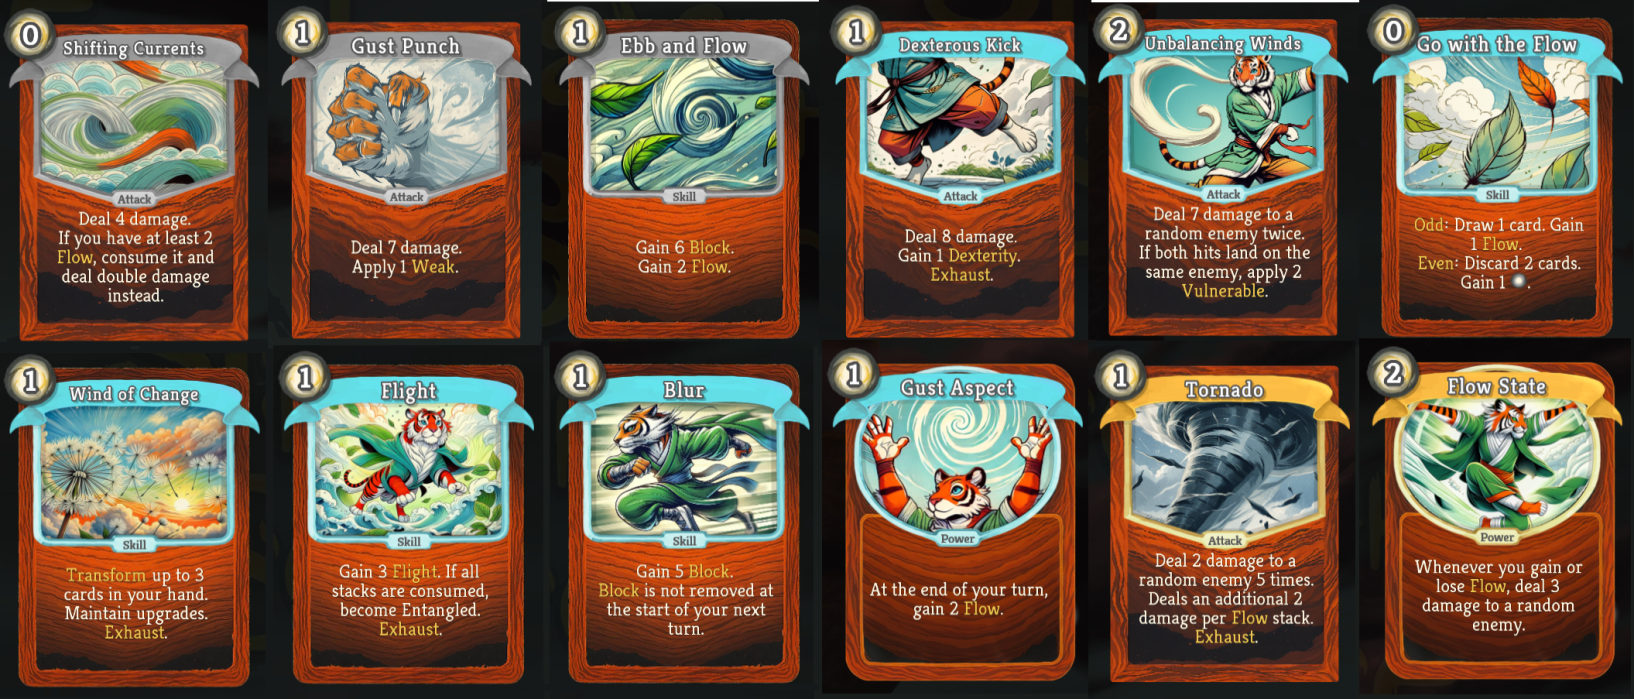 0
Shifting Currents
Attack
Deal 4 damage.
If you have at least 2
Flow, consume it and
deal double damage
instead.
1
Gust Punch
Attack
Deal 7 damage.
Apply 1 Weak.
1
Ebb and Flow
Skill
Gain 6 Block.
Gain 2 Flow.
1
Dexterous Kick
Attack
Deal 8 damage.
Gain 1 Dexterity.
Exhaust.
2
Unbalancing Winds
Attack
Deal 7 damage to a
random enemy twice.
If both hits land on the
same enemy, apply 2
Vulnerable.
0
Go with the Flow
Skill
Odd: Draw 1 card. Gain
1 Flow.
Even: Discard 2 cards.
Gain 1 .
1
Wind of Change
Skill
Transform up to 3
cards in your hand.
Maintain upgrades.
Exhaust.
1
Flight
Skill
Gain 3 Flight. If all
stacks are consumed,
become Entangled.
Exhaust.
1
Blur
Skill
Gain 5 Block.
Block is not removed at
the start of your next
turn.
1
Gust Aspect
Power
At the end of your turn,
gain 2 Flow.
1
Tornado
Attack
Deal 2 damage to a
random enemy 5 times.
Deals an additional 2
damage per Flow stack.
Exhaust.
2
Flow State
Power
Whenever you gain or
lose Flow, deal 3
damage to a random
enemy.